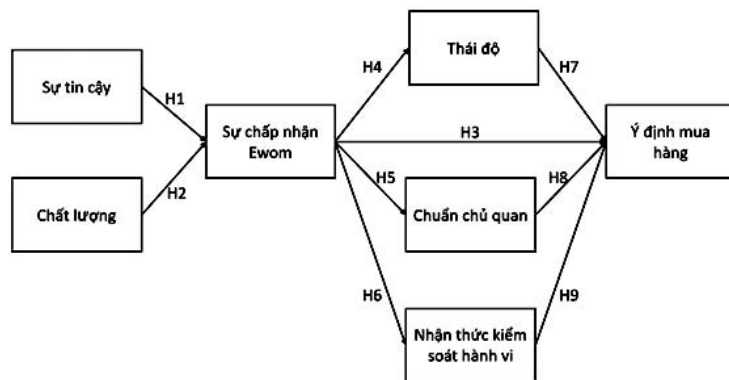 Sự tin cậy
Chất lượng
H1
H2
Sự chấp nhận
Ewom
H4
H3
H5
H6
Thái độ
Chuẩn chủ quan
Nhận thức kiểm
soát hành vi
H7
H8
H9
Ý định mua
hàng